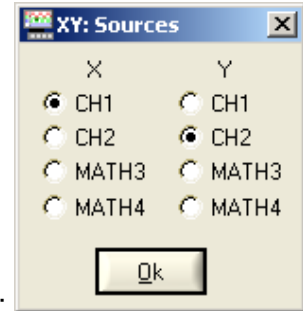 XY: Sources
X Y
CH1 CH1
CH2 CH2
MATH3 MATH3
MATH4 MATH4
Ok
.